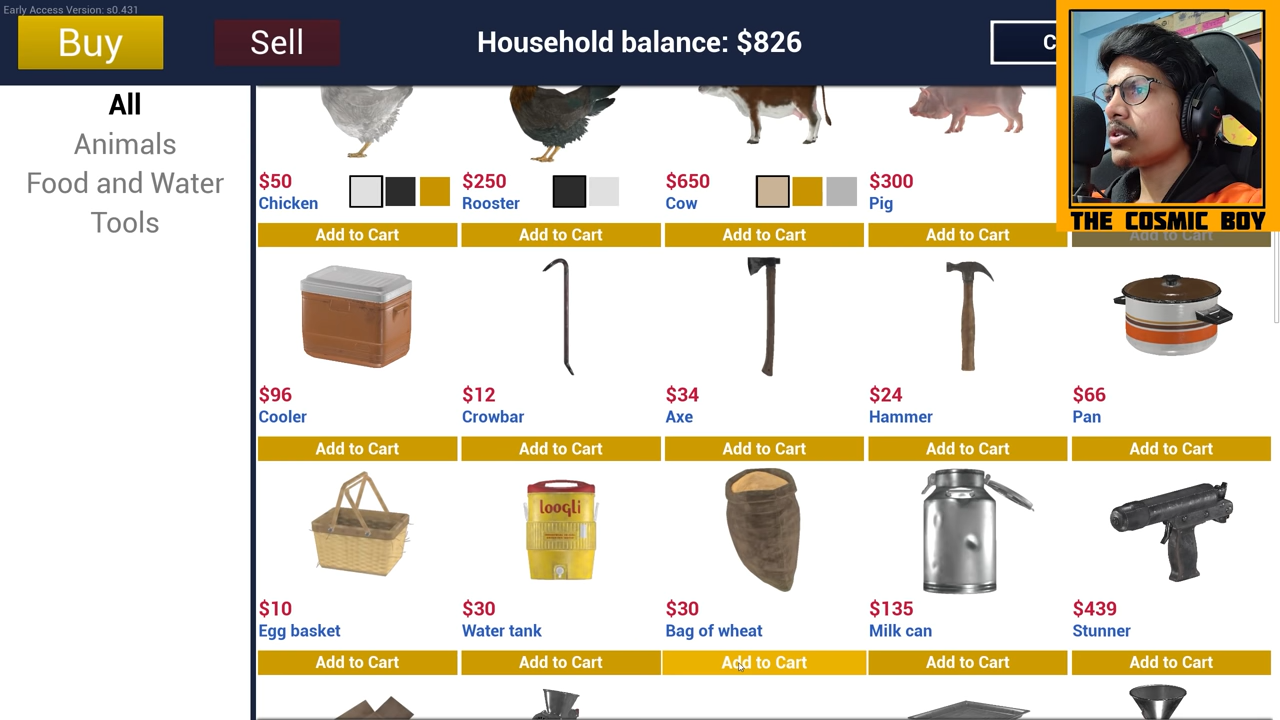 Early Access Version: s0.431
Buy
Sell
Household balance: $826
C
All
Animals
Food and Water
Tools
THE COSMIC BOY
$50
Chicken
$250
Rooster
$650
Cow
$300
Pig
Add to Cart
Add to Cart
Add to Cart
Add to Cart
Add to Cart
$96
Cooler
$12
Crowbar
$34
Axe
$24
Hammer
$66
Pan
Add to Cart
Add to Cart
Add to Cart
Add to Cart
Add to Cart
loogli
$10
Egg basket
$30
Water tank
$30
Bag of wheat
$135
Milk can
$439
Stunner
Add to Cart
Add to Cart
Add to Cart
Add to Cart
Add to Cart